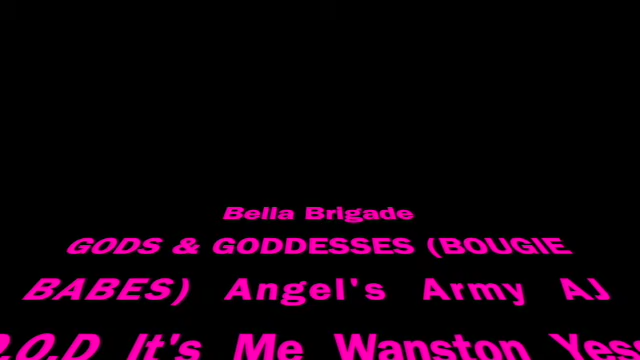 Bella Brigade
GODS & GODDESSES (BOUGIE
BABES) Angel's Army AJ
It's Me Wanston